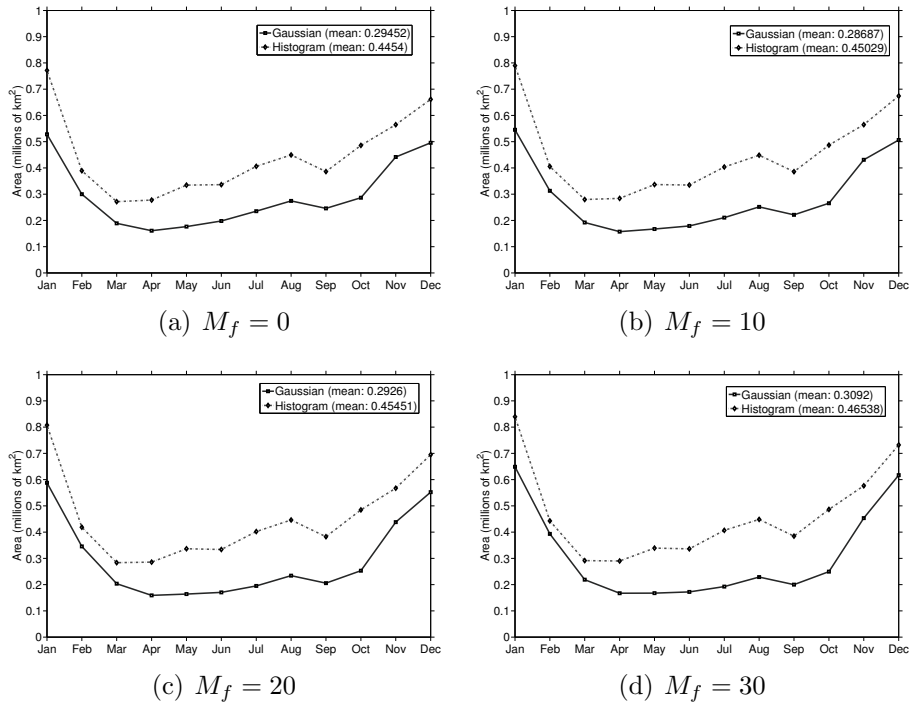 Gaussian (mean: 0.29452)
Histogram (mean: 0.4454)
Area (millions of km²)
1
0.9
0.8
0.7
0.6
0.5
0.4
0.3
0.2
0.1
0
Jan Feb Mar Apr May Jun Jul Aug Sep Oct Nov Dec
(a) M_f = 0
Gaussian (mean: 0.28687)
Histogram (mean: 0.45029)
Area (millions of km²)
1
0.9
0.8
0.7
0.6
0.5
0.4
0.3
0.2
0.1
0
Jan Feb Mar Apr May Jun Jul Aug Sep Oct Nov Dec
(b) M_f = 10
Gaussian (mean: 0.2926)
Histogram (mean: 0.45451)
Area (millions of km²)
1
0.9
0.8
0.7
0.6
0.5
0.4
0.3
0.2
0.1
0
Jan Feb Mar Apr May Jun Jul Aug Sep Oct Nov Dec
(c) M_f = 20
Gaussian (mean: 0.3092)
Histogram (mean: 0.46538)
Area (millions of km²)
1
0.9
0.8
0.7
0.6
0.5
0.4
0.3
0.2
0.1
0
Jan Feb Mar Apr May Jun Jul Aug Sep Oct Nov Dec
(d) M_f = 30